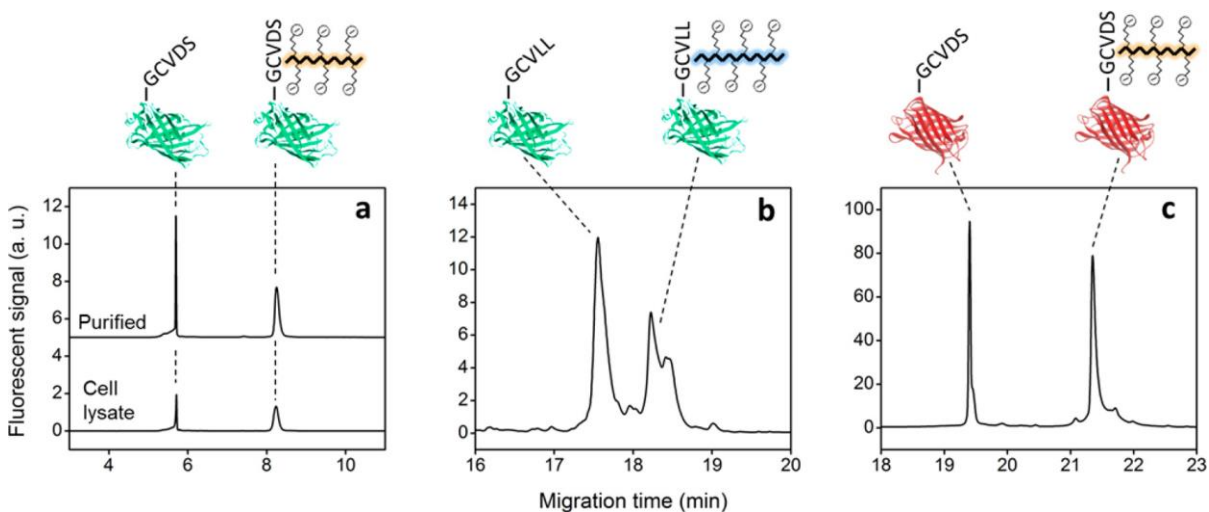 GCVDS
GCVDS
GCVLL
GCVLL
GCVDS
GCVDS
Fluorescent signal (a. u.)
a
12
10
8
6
Purified
4
2
0
Cell
lysate
4
6
8
10
b
14
12
10
8
6
4
2
0
16
17
18
19
20
c
100
80
60
40
20
0
18
19
20
21
22
23
Migration time (min)